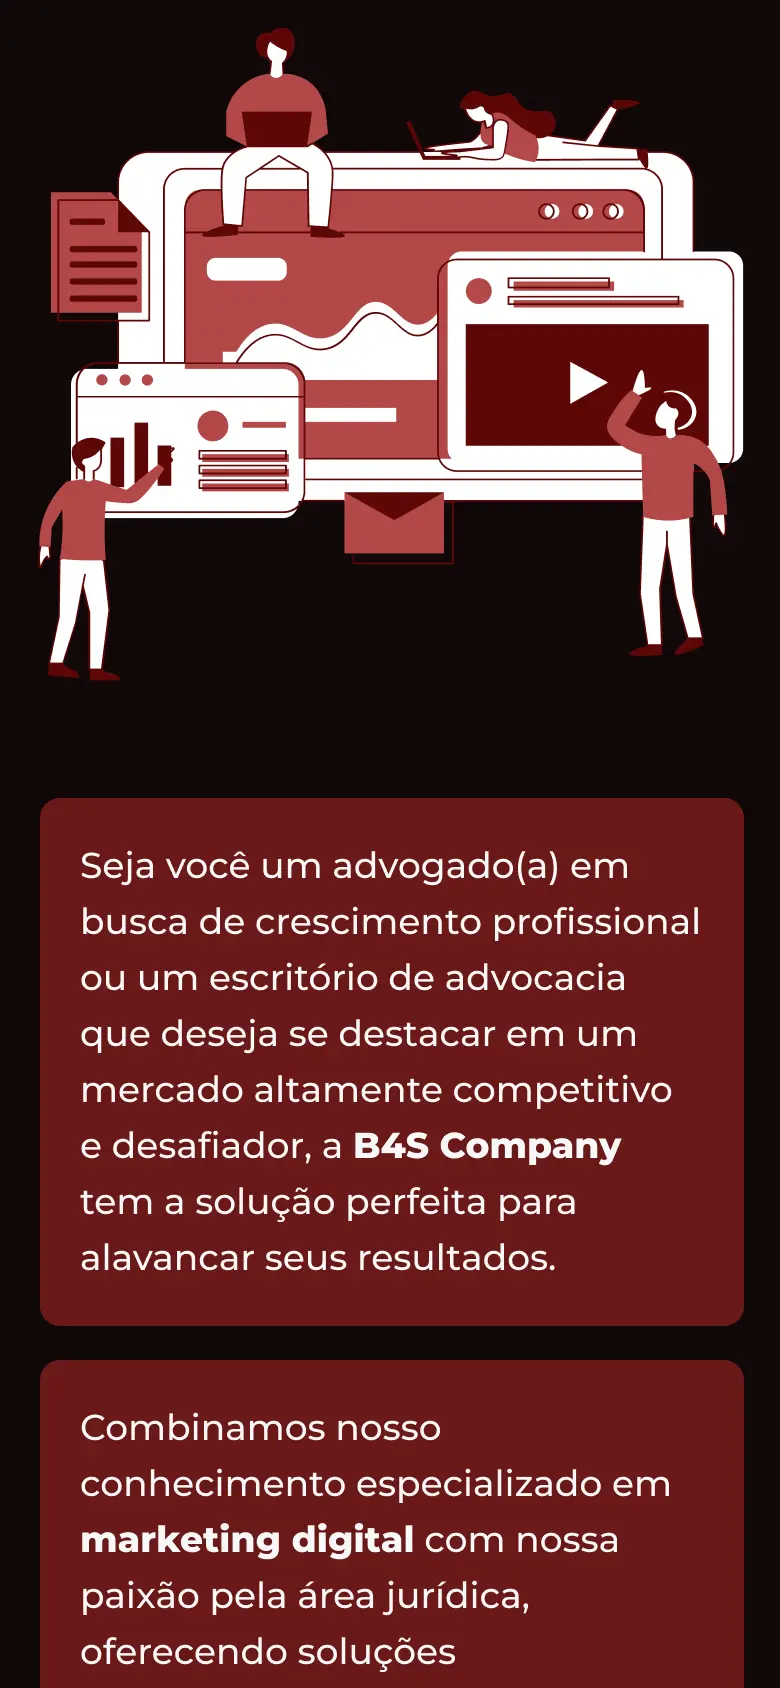 Seja você um advogado(a) em
busca de crescimento profissional
ou um escritório de advocacia
que deseja se destacar em um
mercado altamente competitivo
e desafiador, a B4S Company
tem a solução perfeita para
alavancar seus resultados.
Combinamos nosso
conhecimento especializado em
marketing digital com nossa
paixão pela área jurídica,
oferecendo soluções